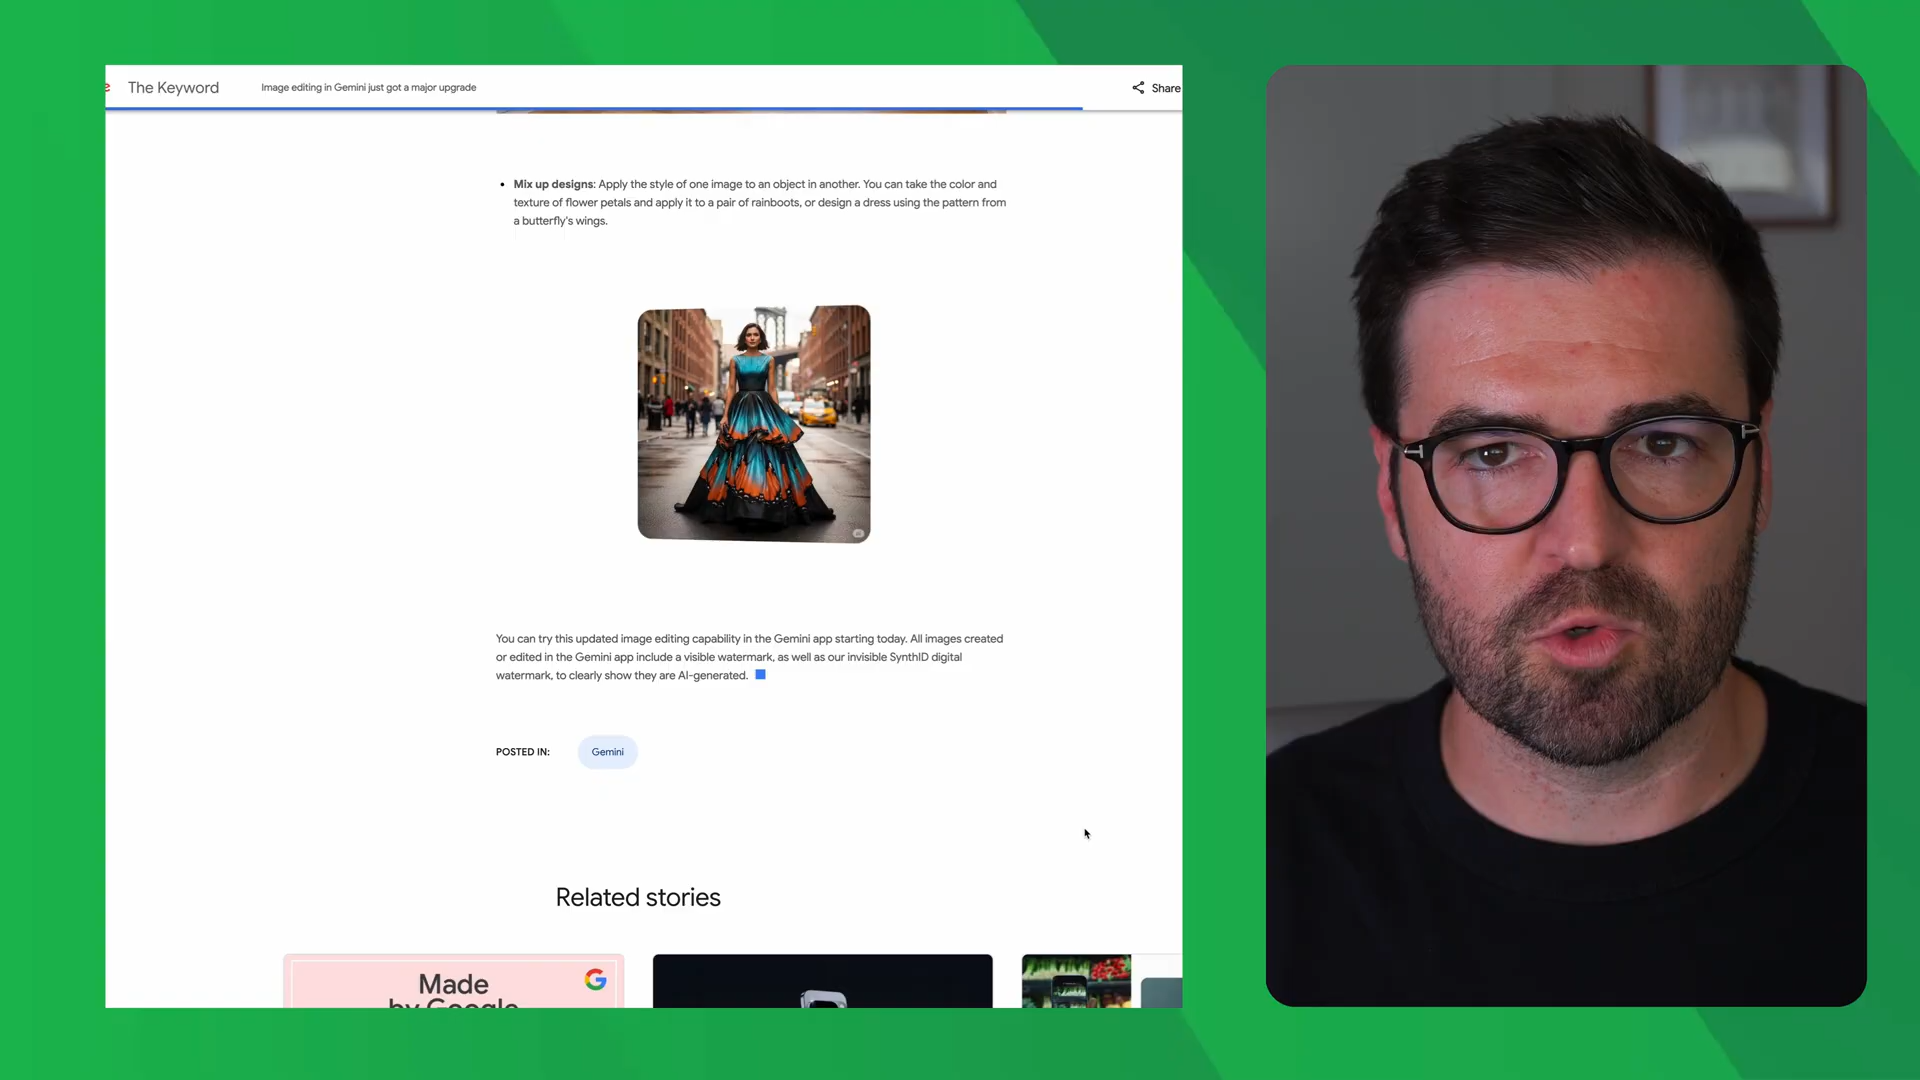 The Keyword
Image editing in Gemini just got a major upgrade
Share
• Mix up designs: Apply the style of one image to an object in another. You can take the color and
texture of flower petals and apply it to a pair of rainboots, or design a dress using the pattern from
a butterfly's wings.
You can try this updated image editing capability in the Gemini app starting today. All images created
or edited in the Gemini app include a visible watermark, as well as our invisible SynthID digital
watermark, to clearly show they are AI-generated.
POSTED IN:
Gemini
Related stories
Made
by Google